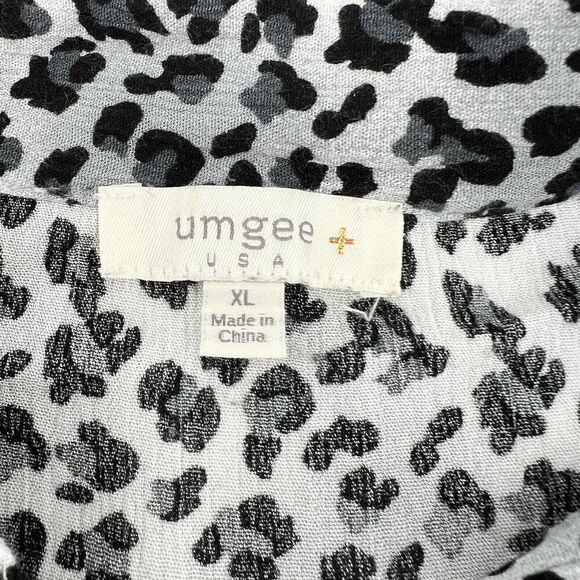 umgee +
USA
XL
Made in
China